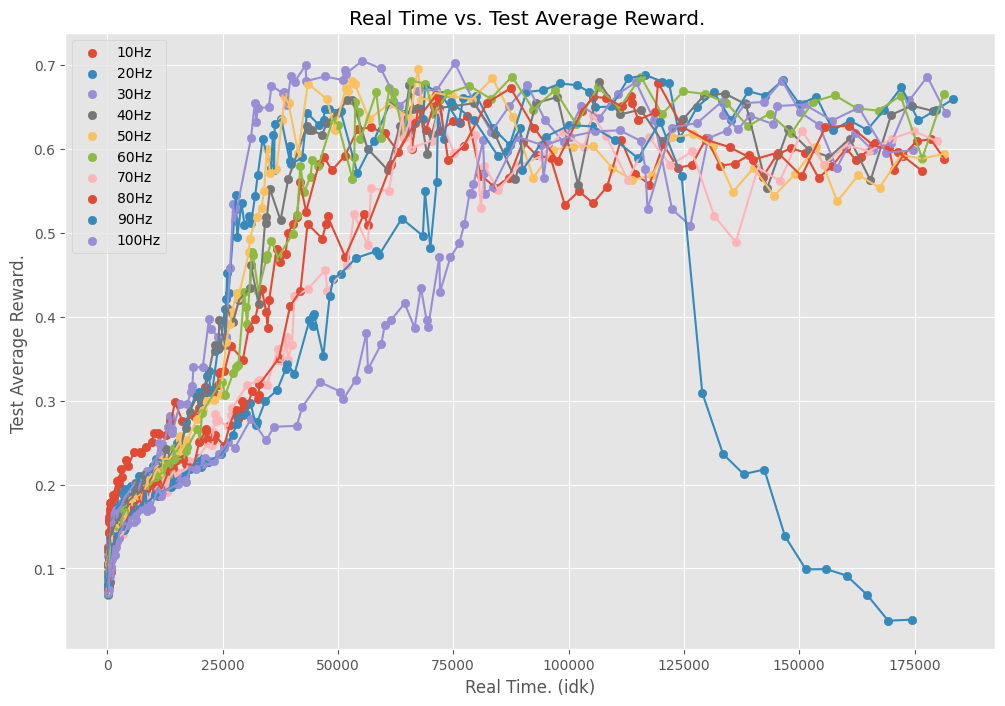 Real Time vs. Test Average Reward.
10Hz
20Hz
30Hz
40Hz
50Hz
60Hz
70Hz
80Hz
90Hz
100Hz
Test Average Reward.
0.7
0.6
0.5
0.4
0.3
0.2
0.1
0 25000 50000 75000 100000 125000 150000 175000
Real Time. (idk)